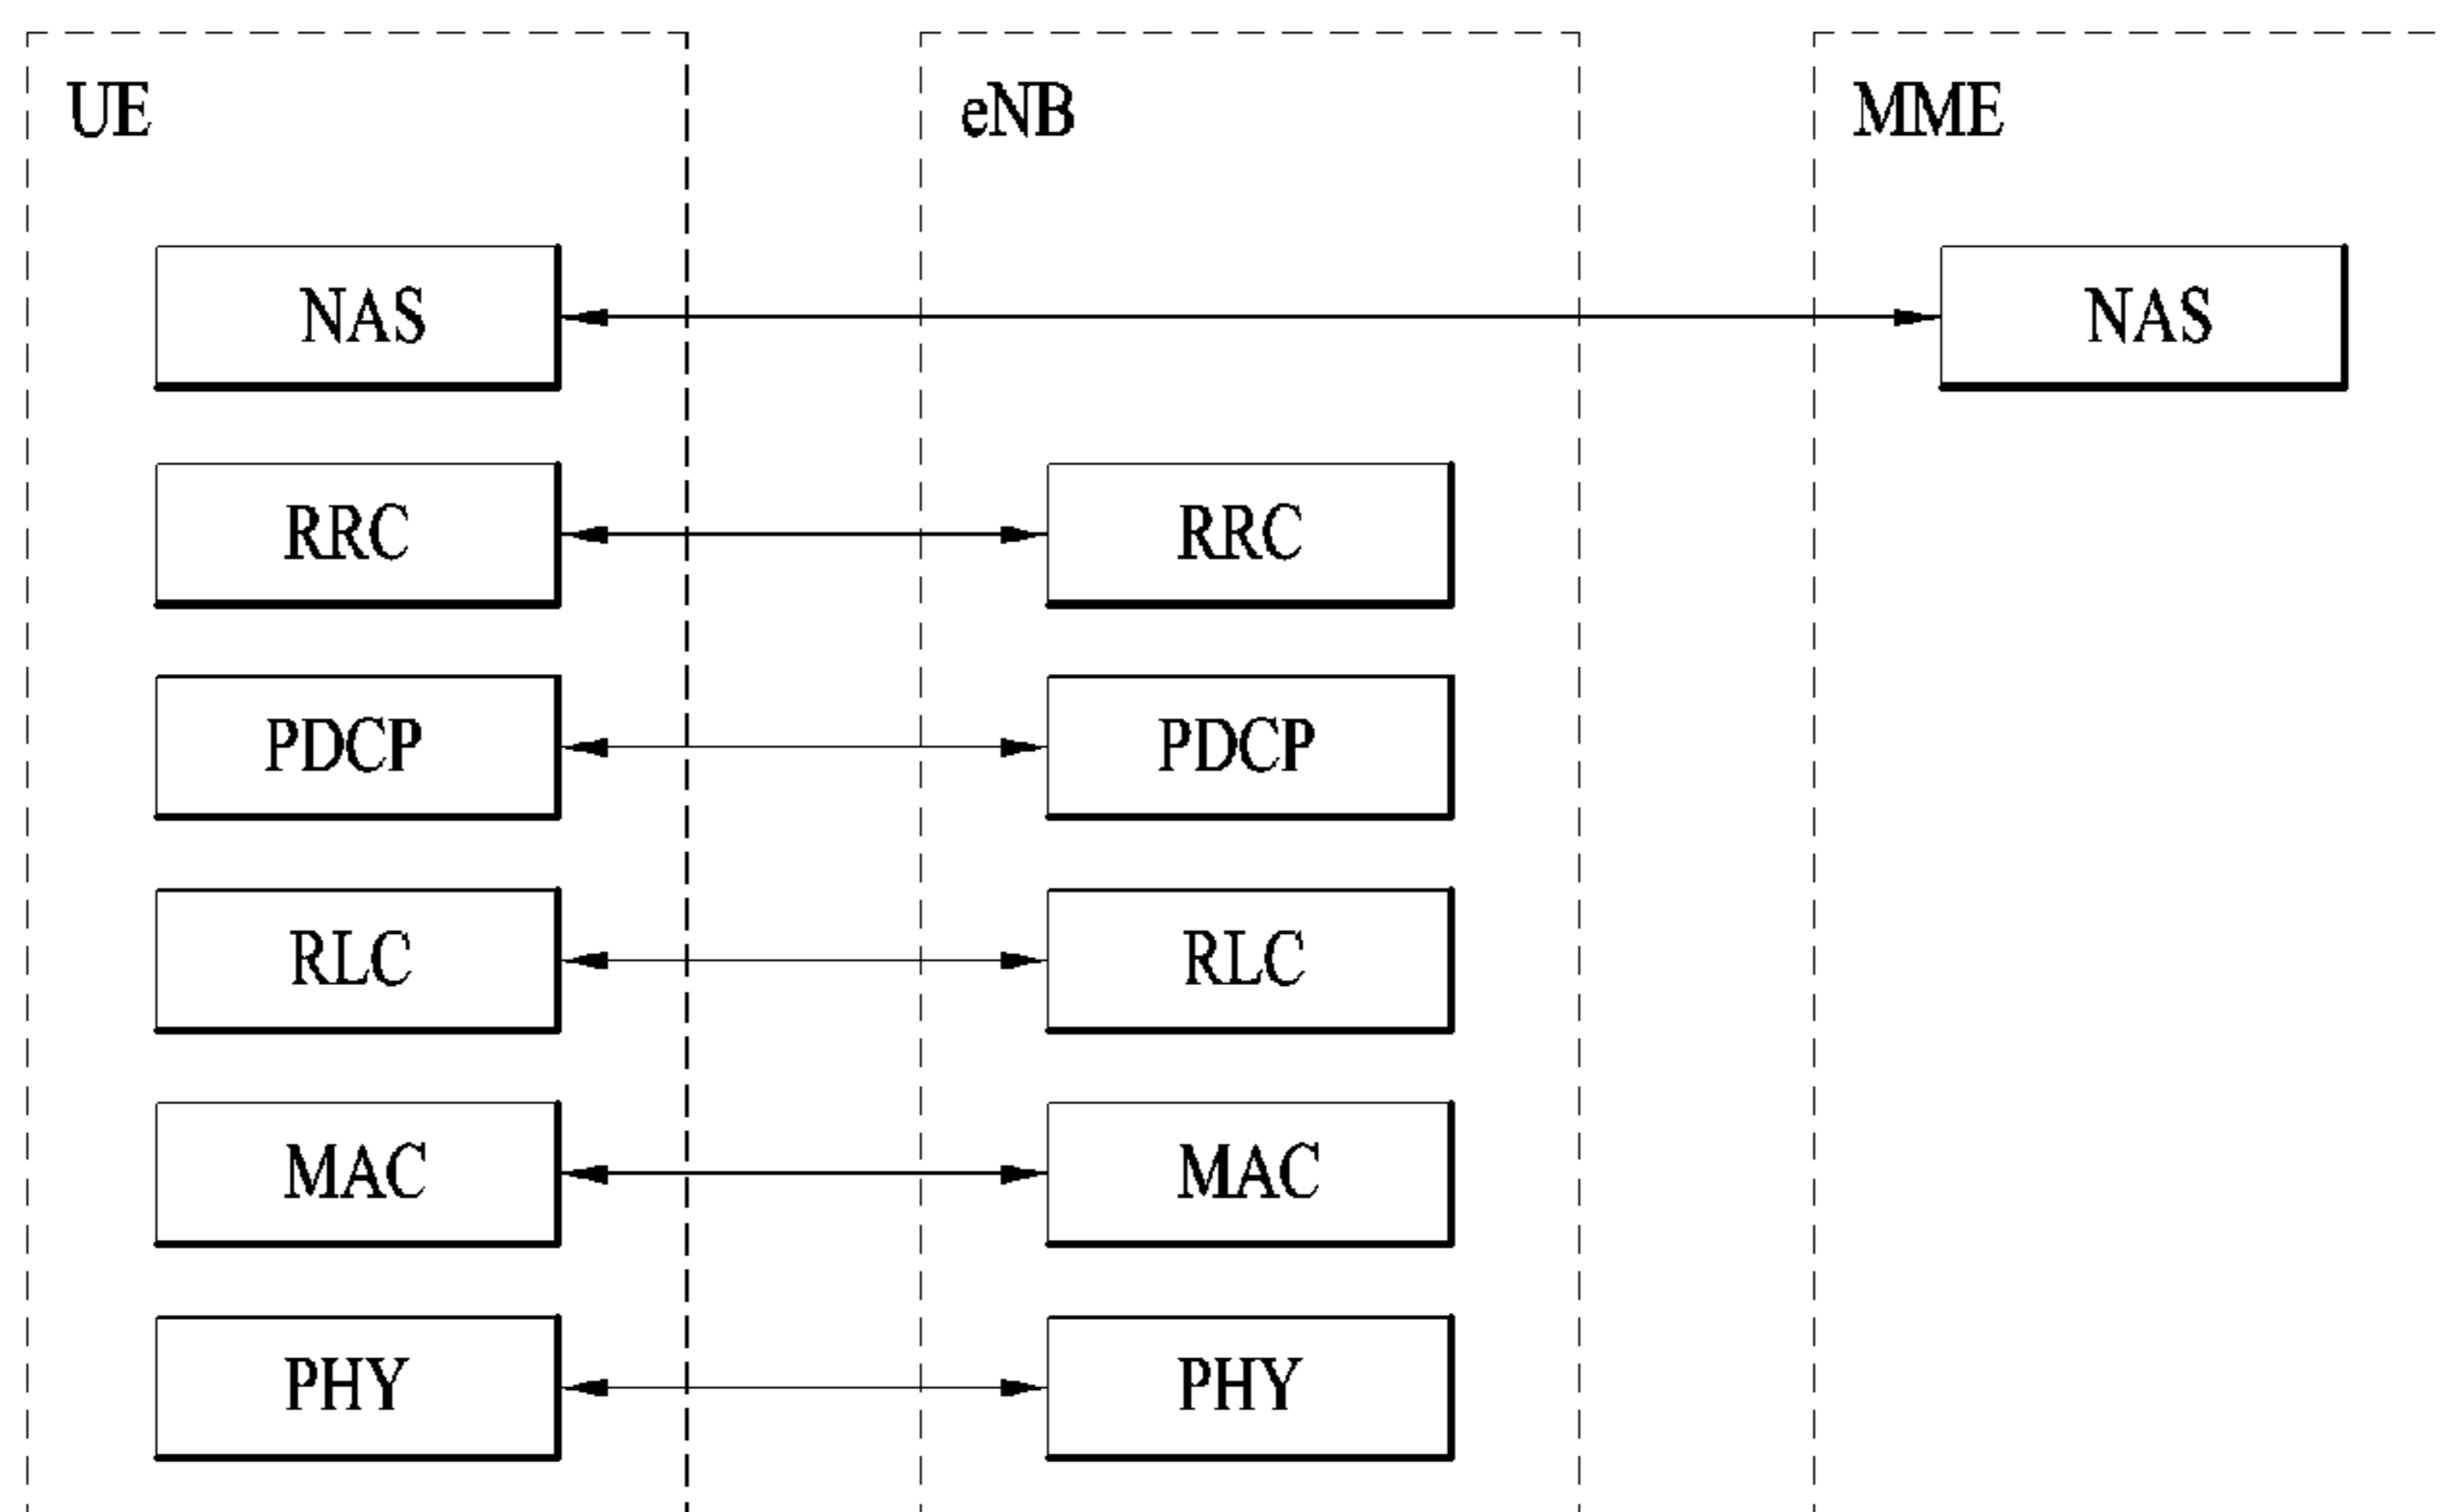 UE eNB MME
NAS NAS
RRC RRC
PDCP PDCP
RLC RLC
MAC MAC
PHY PHY